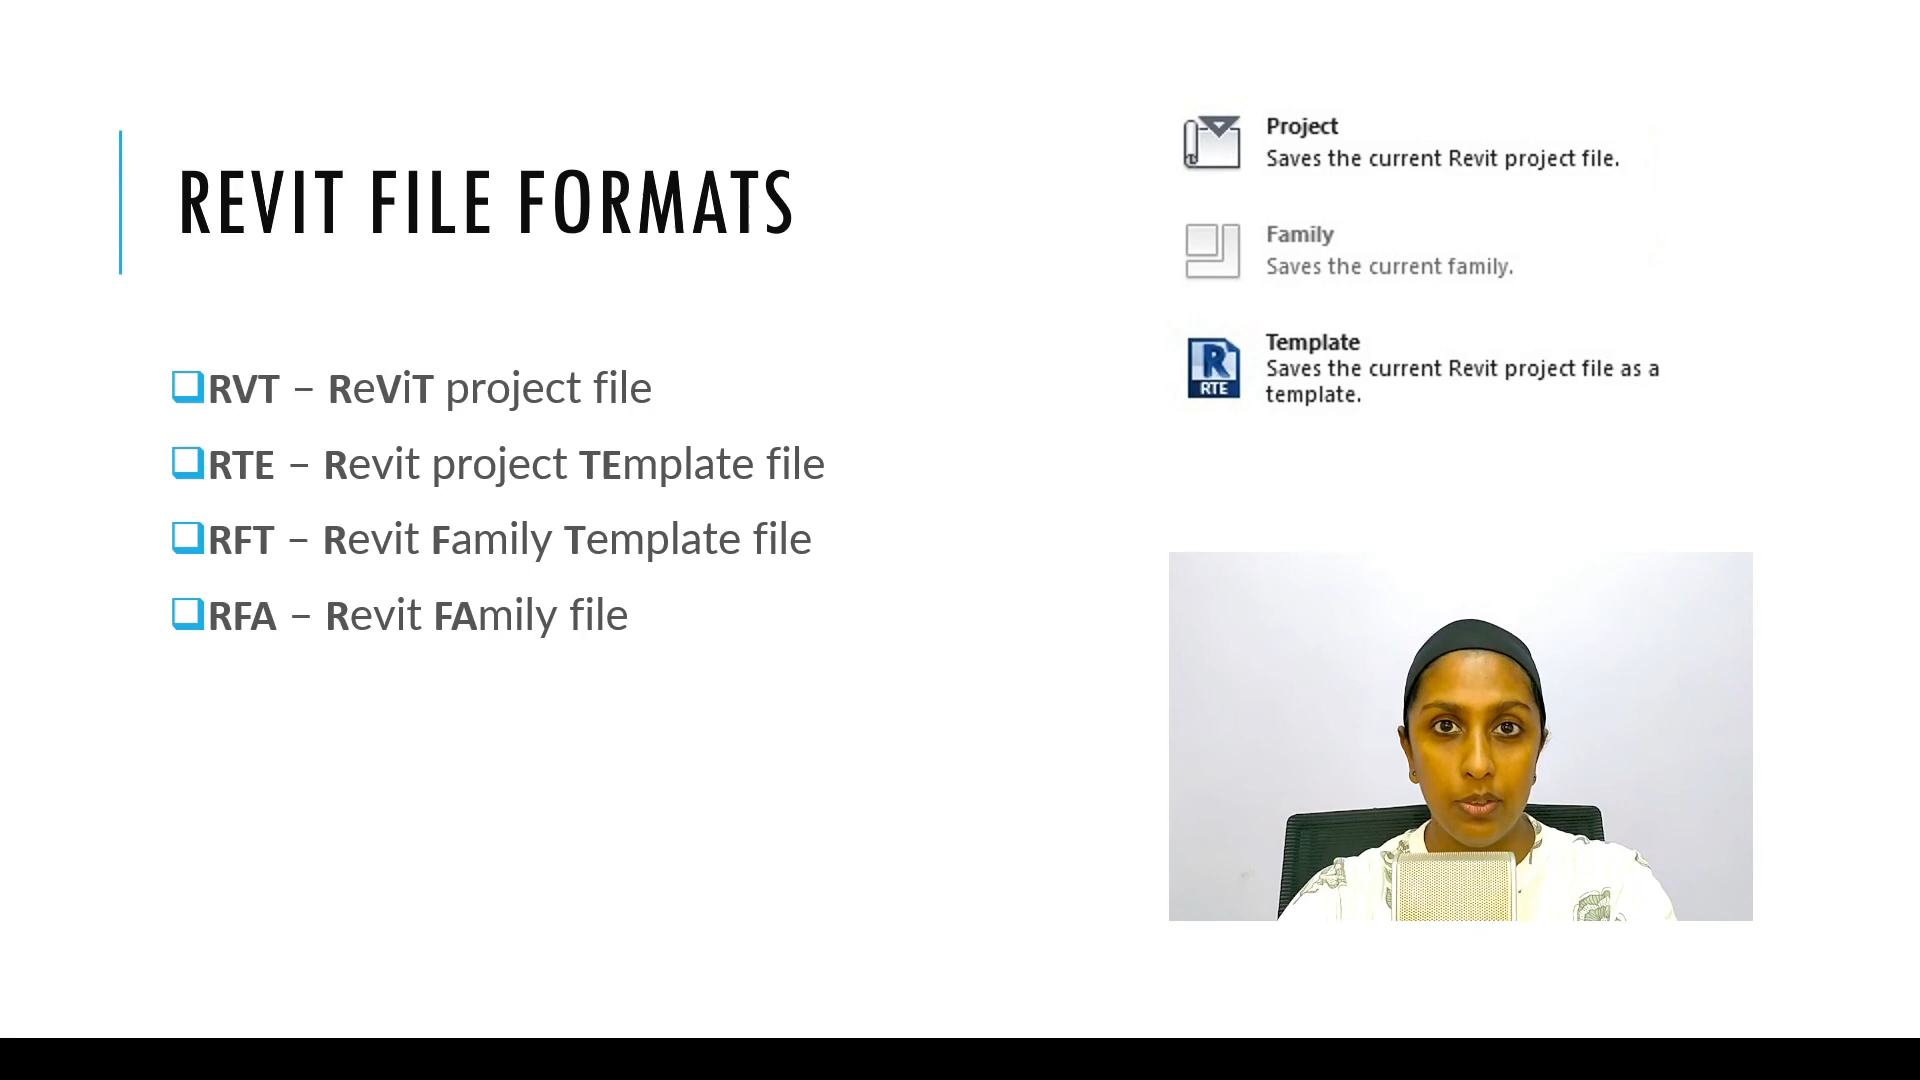 REVIT FILE FORMATS
RVT – ReViT project file
RTE – Revit project TEmplate file
RFT – Revit Family Template file
RFA – Revit FAmily file
Project
Saves the current Revit project file.
Family
Saves the current family.
Template
Saves the current Revit project file as a
template.
R
RTE